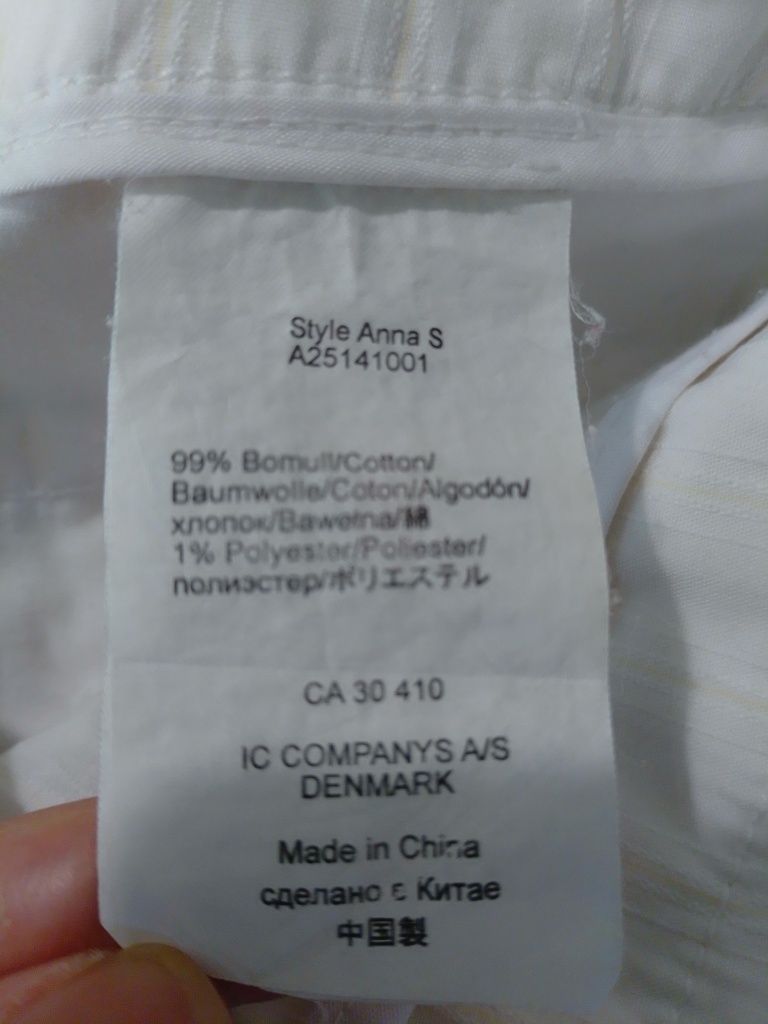 Style Anna S
A25141001
99% Bomull/Cotton/
Baumwolle/Coton/Algodón/
хлопок/Bawełna/綿
1% Polyester/Poliester/
полиэстер/ポリエステル
CA 30 410
IC COMPANYS A/S
DENMARK
Made in China
сделано в Китае
中国製